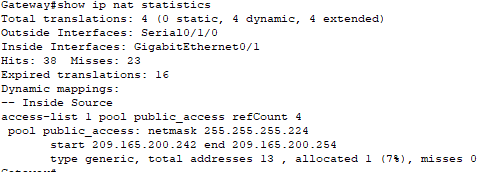 Gateway#show ip nat statistics
Total translations: 4 (0 static, 4 dynamic, 4 extended)
Outside Interfaces: Serial0/1/0
Inside Interfaces: GigabitEthernet0/1
Hits: 38  Misses: 23
Expired translations: 16
Dynamic mappings:
-- Inside Source
access-list 1 pool public_access refCount 4
 pool public_access: netmask 255.255.255.224
       start 209.165.200.242 end 209.165.200.254
       type generic, total addresses 13 , allocated 1 (7%), misses 0
Gateway#